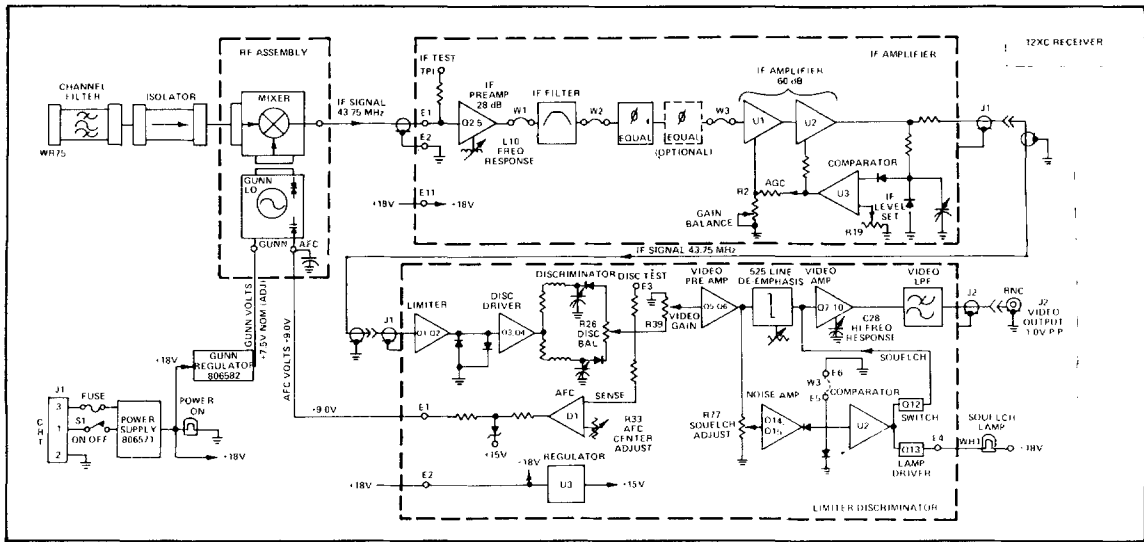 12XC RECEIVER
RF ASSEMBLY
CHANNEL
FILTER
WR75
ISOLATOR
MIXER
IF SIGNAL
43.75 MHz
GUNN
LO
GUNN
AFC
GUNN VOLTS
+7.5V NOM (ADJ)
AFC VOLTS +9.0V
IF AMPLIFIER
IF TEST
TP1
E1
E2
IF
PREAMP
28 dB
Q2.5
W1
L10
FREQ
RESPONSE
IF FILTER
W2
Ø
EQUAL
Ø
(EQUAL)
(OPTIONAL)
W3
IF AMPLIFIER
60 dB
U1
U2
COMPARATOR
U3
AGC
R2
GAIN
BALANCE
IF
LEVEL
SET
R19
J1
+18V
E11
+18V
IF SIGNAL 43.75 MHz
J1
LIMITER
Q1 Q2
DISC
DRIVER
Q3,Q4
DISCRIMINATOR
R26
DISC
BAL
DISC TEST
E3
R39
VIDEO
GAIN
VIDEO
PRE AMP
Q5 Q6
525 LINE
DE-EMPHASIS
VIDEO
AMP
Q7-10
C28
HI FREQ
RESPONSE
VIDEO
LPF
J2
BNC
J2
VIDEO
OUTPUT
1.0V P.P
SQUELCH
E6
W3
E5
COMPARATOR
U2
NOISE AMP
Q14,
Q15
R77
SQUELCH
ADJUST
Q12
SWITCH
Q13
LAMP
DRIVER
E4
WH1
SQUELCH
LAMP
+18V
AFC
SENSE
R33
AFC
CENTER
ADJUST
+9.0V
E1
+15V
+18V
E2
+18V
REGULATOR
U3
+15V
LIMITER DISCRIMINATOR
+18V
GUNN
REGULATOR
806582
J1
3
1
2
FUSE
S1
ON OFF
POWER
SUPPLY
806571
POWER
ON
+18V